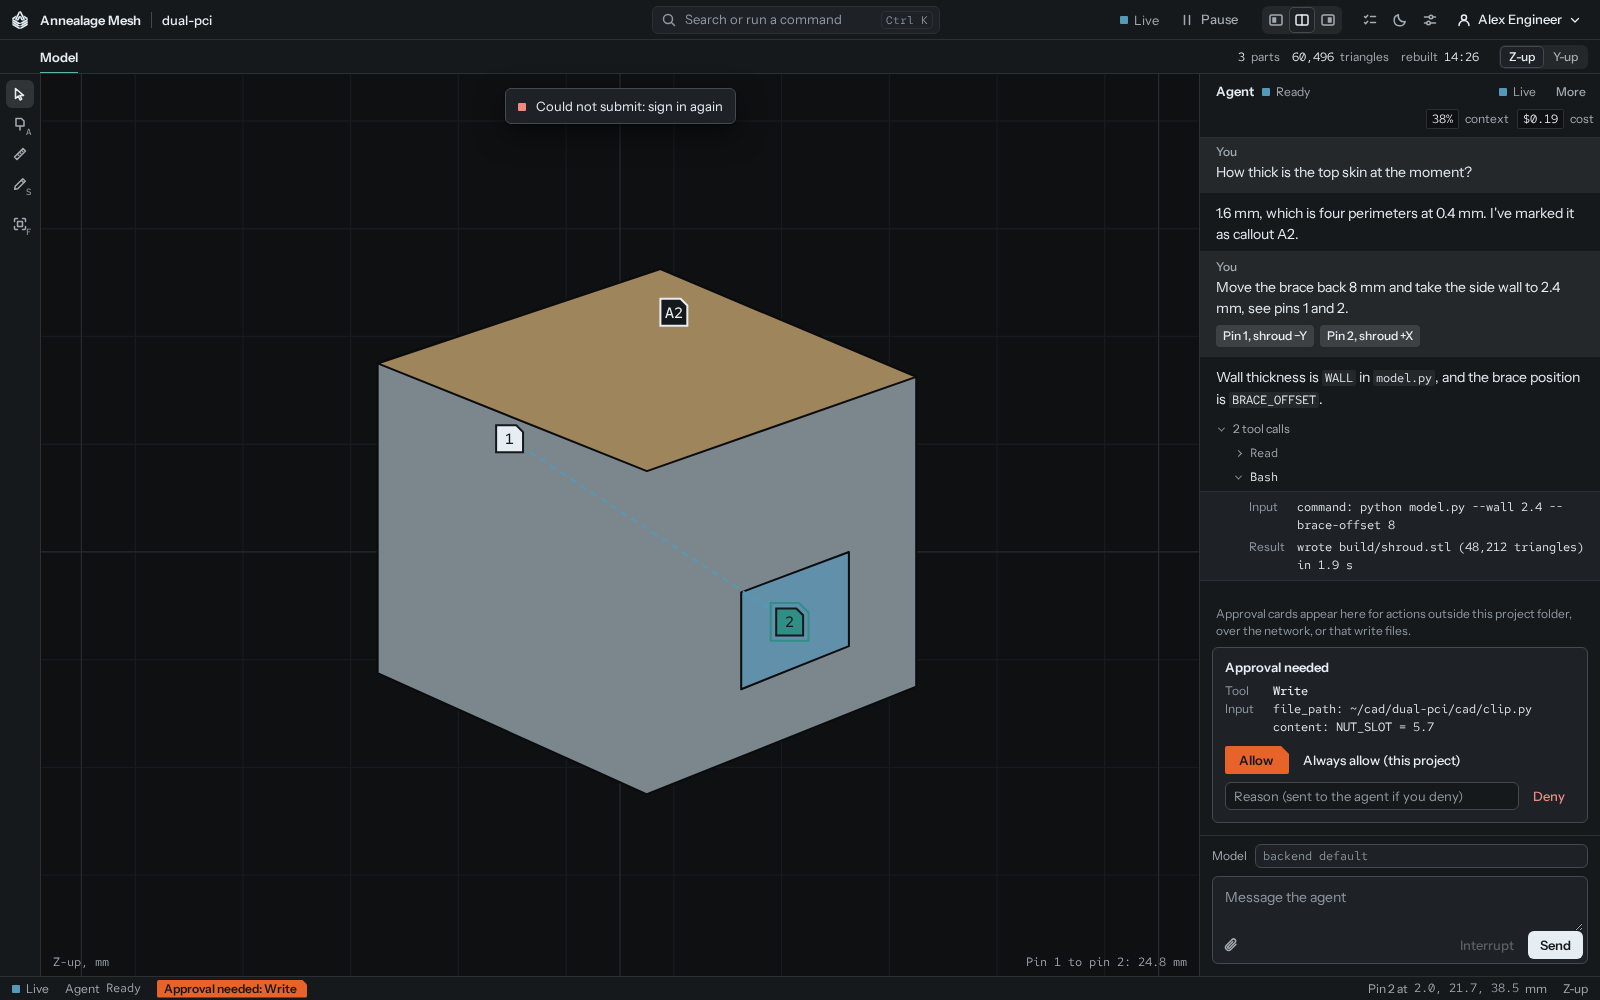 Annealage Mesh
dual-pci
Search or run a command
Ctrl K
Live
Pause
Alex Engineer
Model
3 parts 60,496 triangles rebuilt 14:26
Z-up Y-up
A
S
F
Could not submit: sign in again
A2
1
2
Z-up, mm
Pin 1 to pin 2: 24.8 mm
Agent Ready
Live
More
38% context $0.19 cost
You
How thick is the top skin at the moment?
1.6 mm, which is four perimeters at 0.4 mm. I've marked it
as callout A2.
You
Move the brace back 8 mm and take the side wall to 2.4
mm, see pins 1 and 2.
Pin 1, shroud −Y
Pin 2, shroud +X
Wall thickness is WALL in model.py, and the brace position
is BRACE_OFFSET.
2 tool calls
Read
Bash
Input command: python model.py --wall 2.4 --
brace-offset 8
Result wrote build/shroud.stl (48,212 triangles)
in 1.9 s
Approval cards appear here for actions outside this project folder,
over the network, or that write files.
Approval needed
Tool Write
Input file_path: ~/cad/dual-pci/cad/clip.py
content: NUT_SLOT = 5.7
Allow
Always allow (this project)
Reason (sent to the agent if you deny)
Deny
Model backend default
Message the agent
Interrupt
Send
Live
Agent Ready
Approval needed: Write
Pin 2 at 2.0, 21.7, 38.5 mm
Z-up